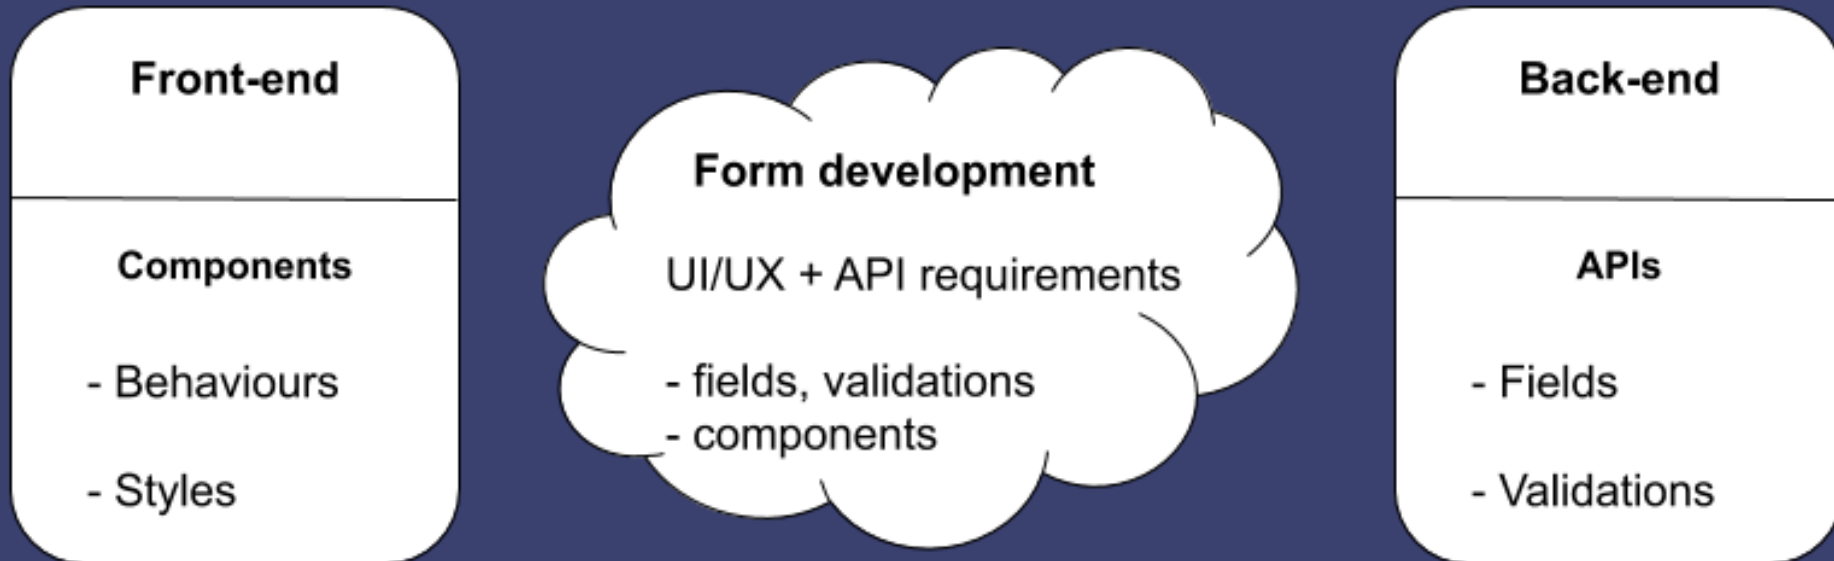 Front-end
Components
- Behaviours
- Styles
Form development
UI/UX + API requirements
- fields, validations
- components
Back-end
APIs
- Fields
- Validations